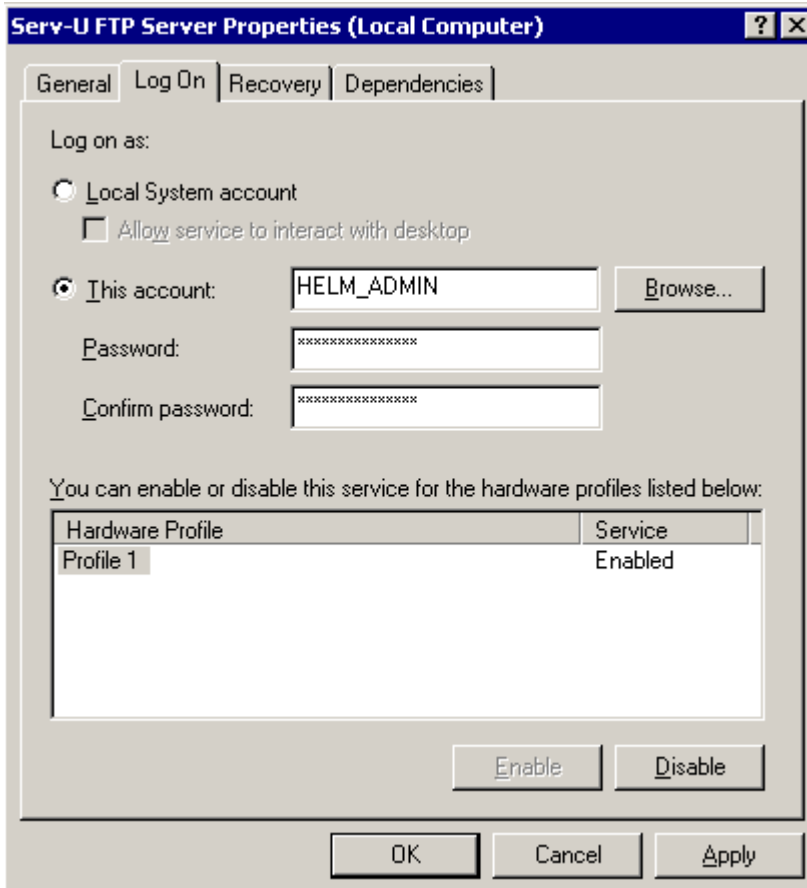 Serv-U FTP Server Properties (Local Computer)
General Log On Recovery Dependencies
Log on as:
Local System account
Allow service to interact with desktop
This account: HELM_ADMIN Browse...
Password: ***************
Confirm password: ***************
You can enable or disable this service for the hardware profiles listed below:
Hardware Profile Service
Profile 1 Enabled
Enable Disable
OK Cancel Apply